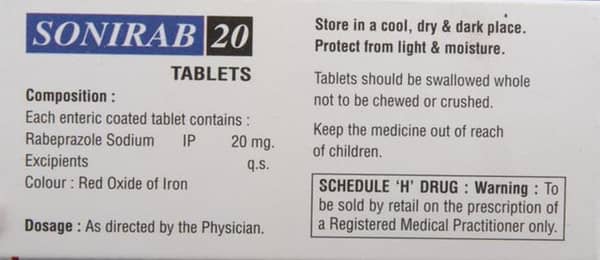 SONIRAB 20
TABLETS
Composition :
Each enteric coated tablet contains :
Rabeprazole Sodium IP 20 mg.
Excipients q.s.
Colour : Red Oxide of Iron
Dosage : As directed by the Physician.
Store in a cool, dry & dark place.
Protect from light & moisture.
Tablets should be swallowed whole
not to be chewed or crushed.
Keep the medicine out of reach
of children.
SCHEDULE 'H' DRUG : Warning : To
be sold by retail on the prescription of
a Registered Medical Practitioner only.